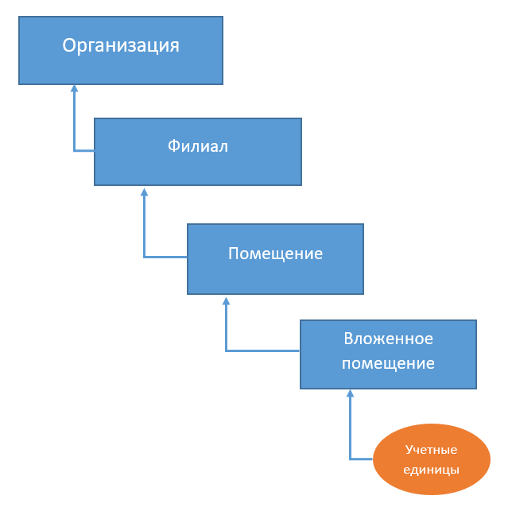 Организация
Филиал
Помещение
Вложенное
помещение
Учетные
единицы